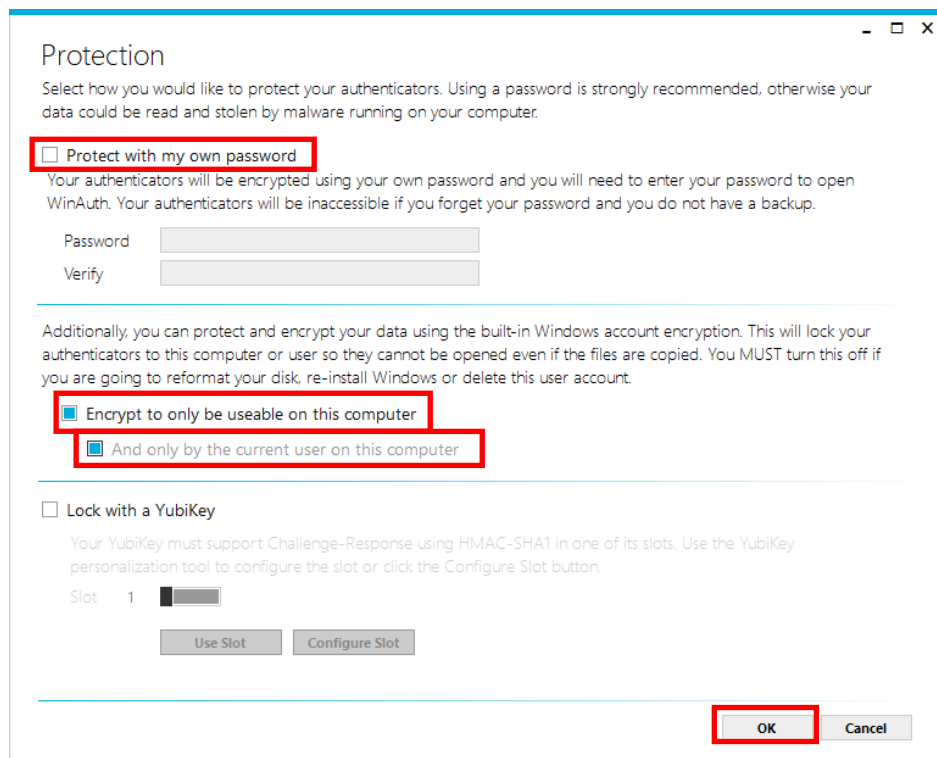 Protection
Select how you would like to protect your authenticators. Using a password is strongly recommended, otherwise your
data could be read and stolen by malware running on your computer.
Protect with my own password
Your authenticators will be encrypted using your own password and you will need to enter your password to open
WinAuth. Your authenticators will be inaccessible if you forget your password and you do not have a backup.
Password
Verify
Additionally, you can protect and encrypt your data using the built-in Windows account encryption. This will lock your
authenticators to this computer or user so they cannot be opened even if the files are copied. You MUST turn this off if
you are going to reformat your disk, re-install Windows or delete this user account.
Encrypt to only be useable on this computer
And only by the current user on this computer
Lock with a YubiKey
Your YubiKey must support Challenge-Response using HMAC-SHA1 in one of its slots. Use the YubiKey
personalization tool to configure the slot or click the Configure Slot button.
Slot 1
Use Slot Configure Slot
OK Cancel